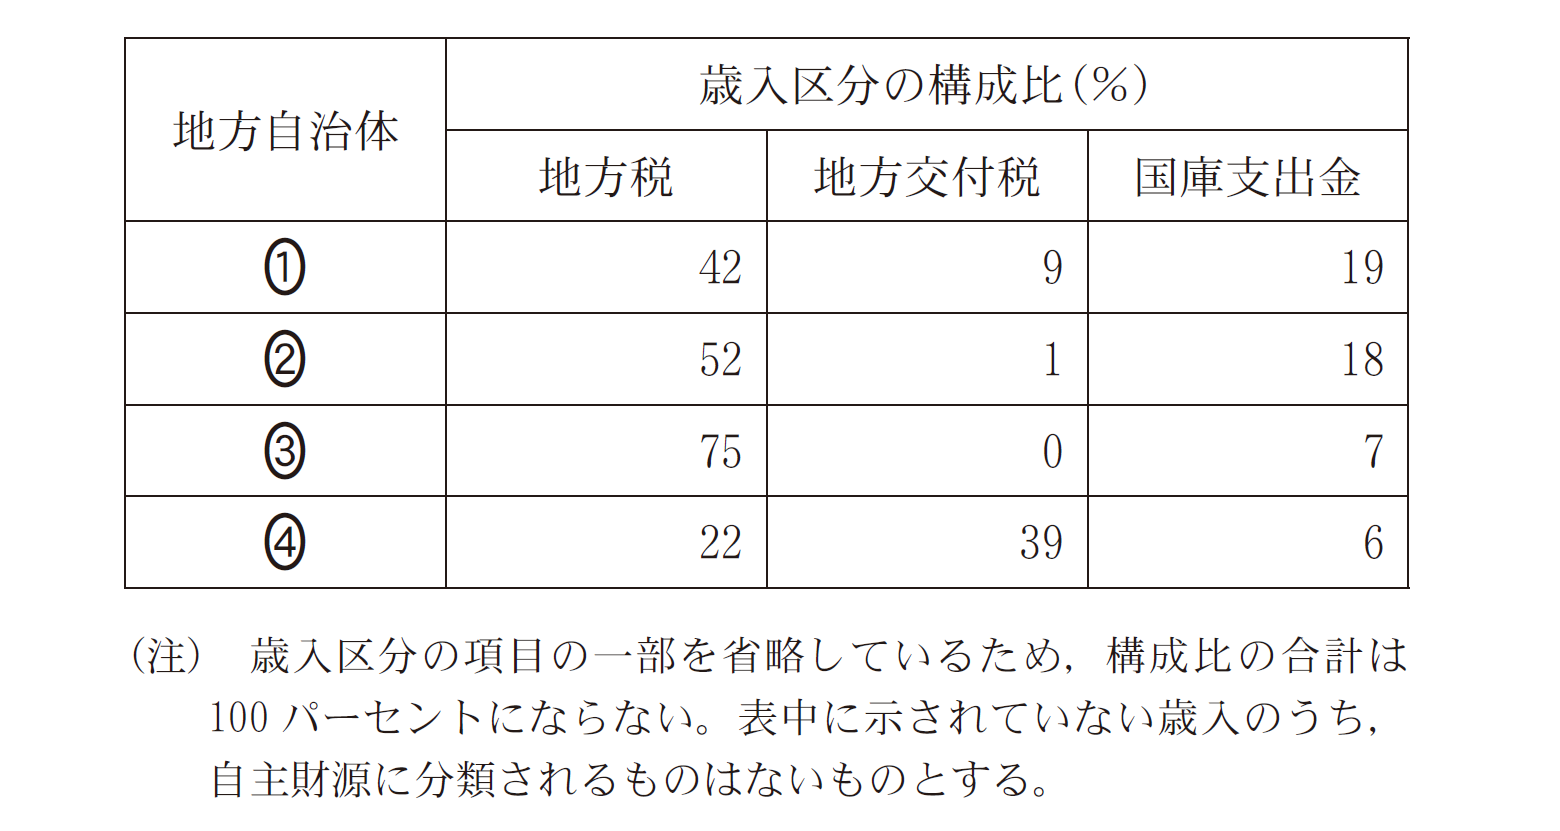 地方自治体
歳入区分の構成比(%)
地方税 地方交付税 国庫支出金
① 42 9 19
② 52 1 18
③ 75 0 7
④ 22 39 6
(注) 歳入区分の項目の一部を省略しているため,構成比の合計は
100 パーセントにならない。表中に示されていない歳入のうち,
自主財源に分類されるものはないものとする。